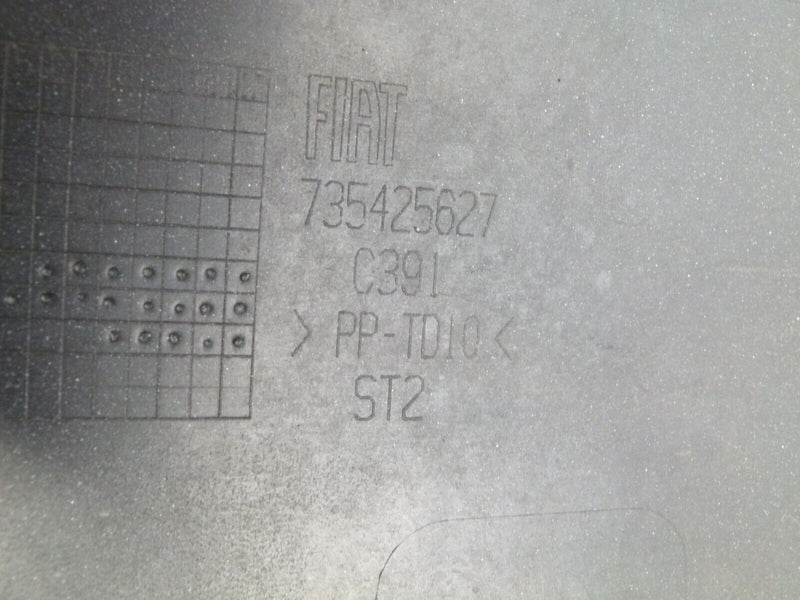 FIAT
735425627
C391
> PP-TD10 <
ST2